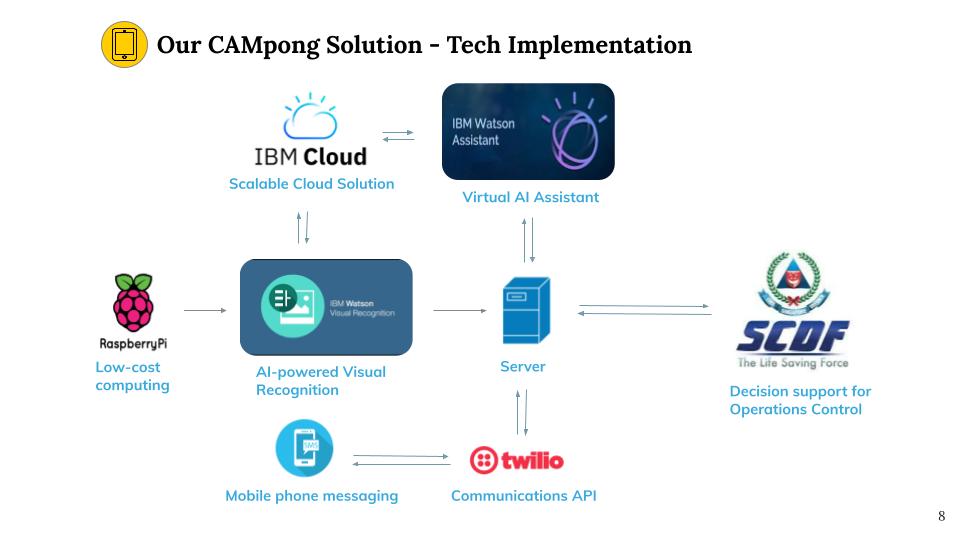 Our CAMpong Solution - Tech Implementation
IBM Cloud
Scalable Cloud Solution
IBM Watson
Assistant
Virtual AI Assistant
RaspberryPi
Low-cost
computing
IBM Watson
Visual Recognition
AI-powered Visual
Recognition
Server
SCDF
The Life Saving Force
Decision support for
Operations Control
SMS
Mobile phone messaging
twilio
Communications API
8